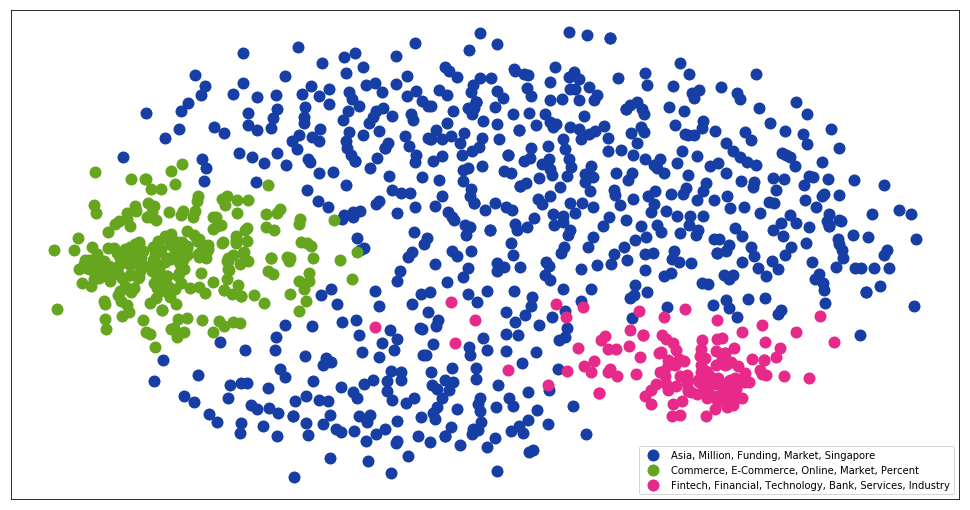 Asia, Million, Funding, Market, Singapore
Commerce, E-Commerce, Online, Market, Percent
Fintech, Financial, Technology, Bank, Services, Industry